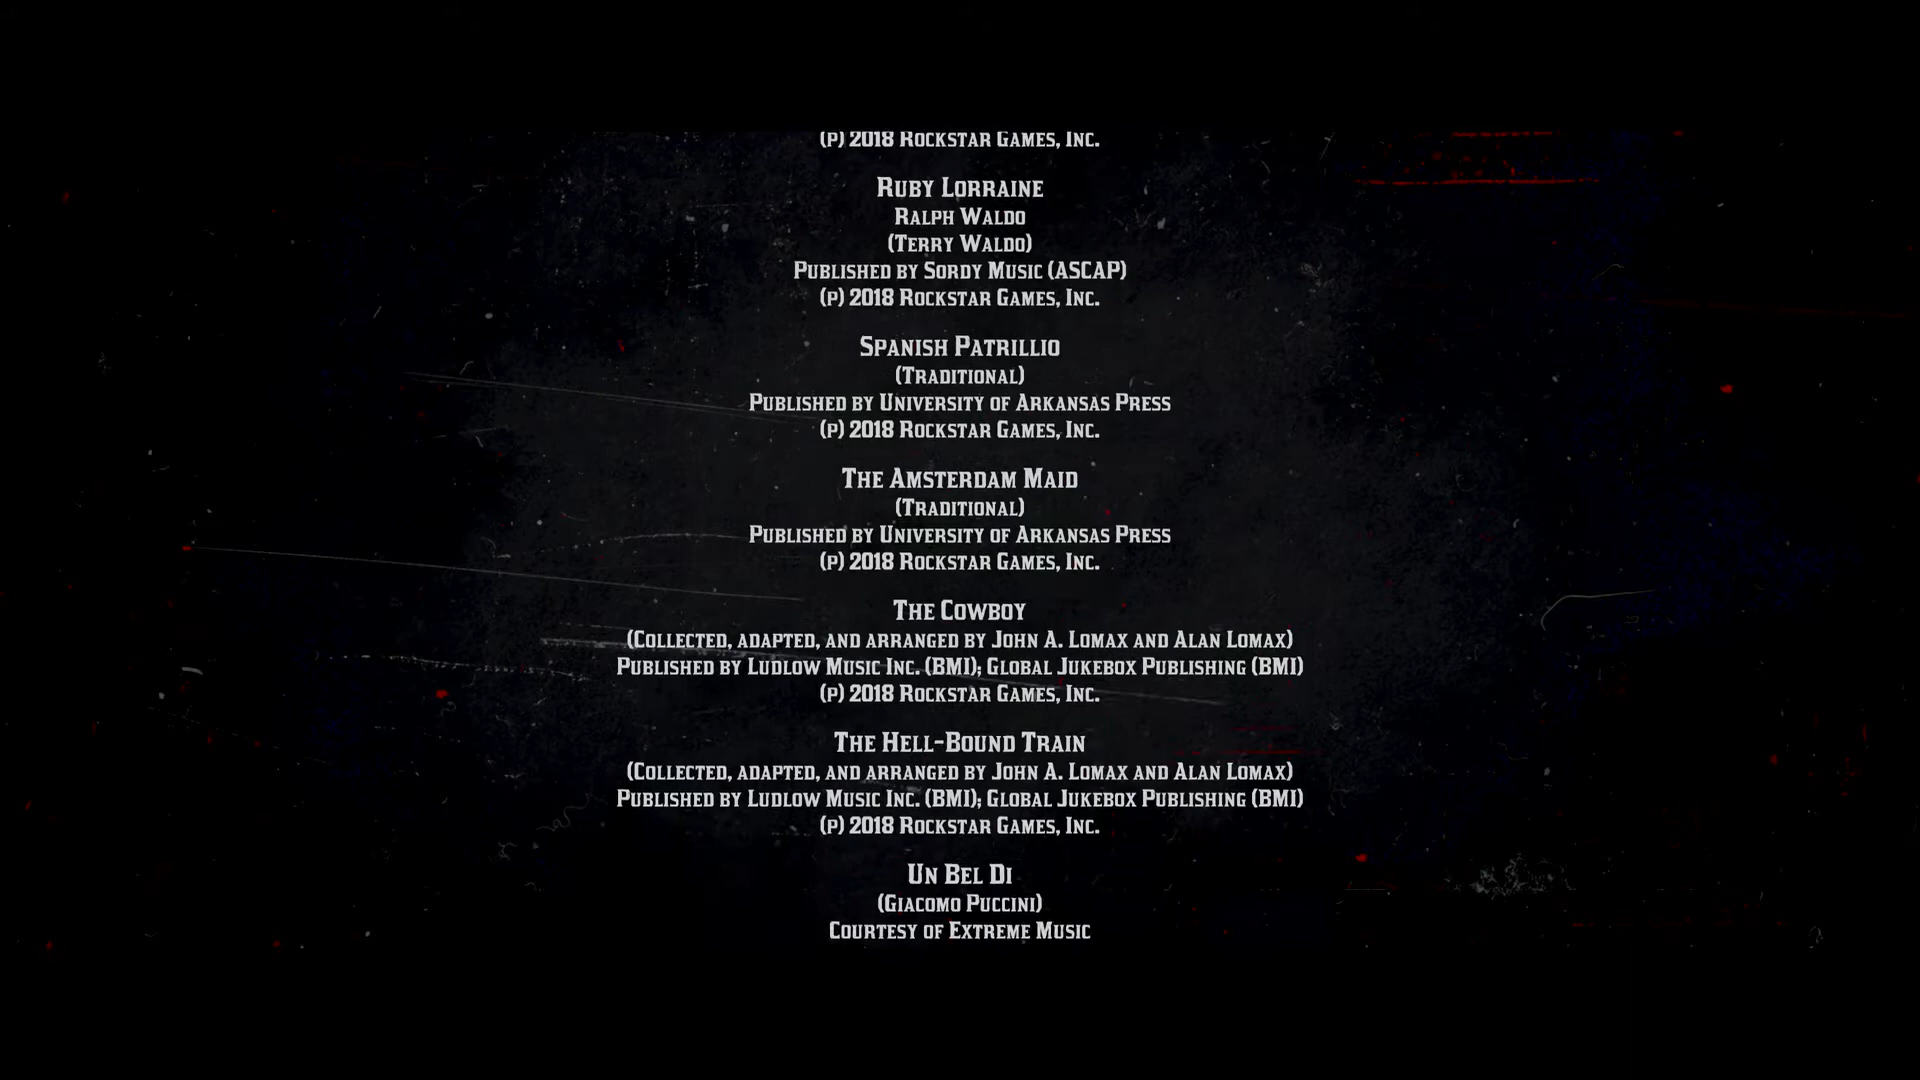 (P) 2018 Rockstar Games, Inc.
Ruby Lorraine
Ralph Waldo
(Terry Waldo)
Published by Sordy Music (ASCAP)
(P) 2018 Rockstar Games, Inc.
Spanish Patrillio
(Traditional)
Published by University of Arkansas Press
(P) 2018 Rockstar Games, Inc.
The Amsterdam Maid
(Traditional)
Published by University of Arkansas Press
(P) 2018 Rockstar Games, Inc.
The Cowboy
(Collected, adapted, and arranged by John A. Lomax and Alan Lomax)
Published by Ludlow Music Inc. (BMI); Global Jukebox Publishing (BMI)
(P) 2018 Rockstar Games, Inc.
The Hell-Bound Train
(Collected, adapted, and arranged by John A. Lomax and Alan Lomax)
Published by Ludlow Music Inc. (BMI); Global Jukebox Publishing (BMI)
(P) 2018 Rockstar Games, Inc.
Un Bel Di
(Giacomo Puccini)
Courtesy of Extreme Music